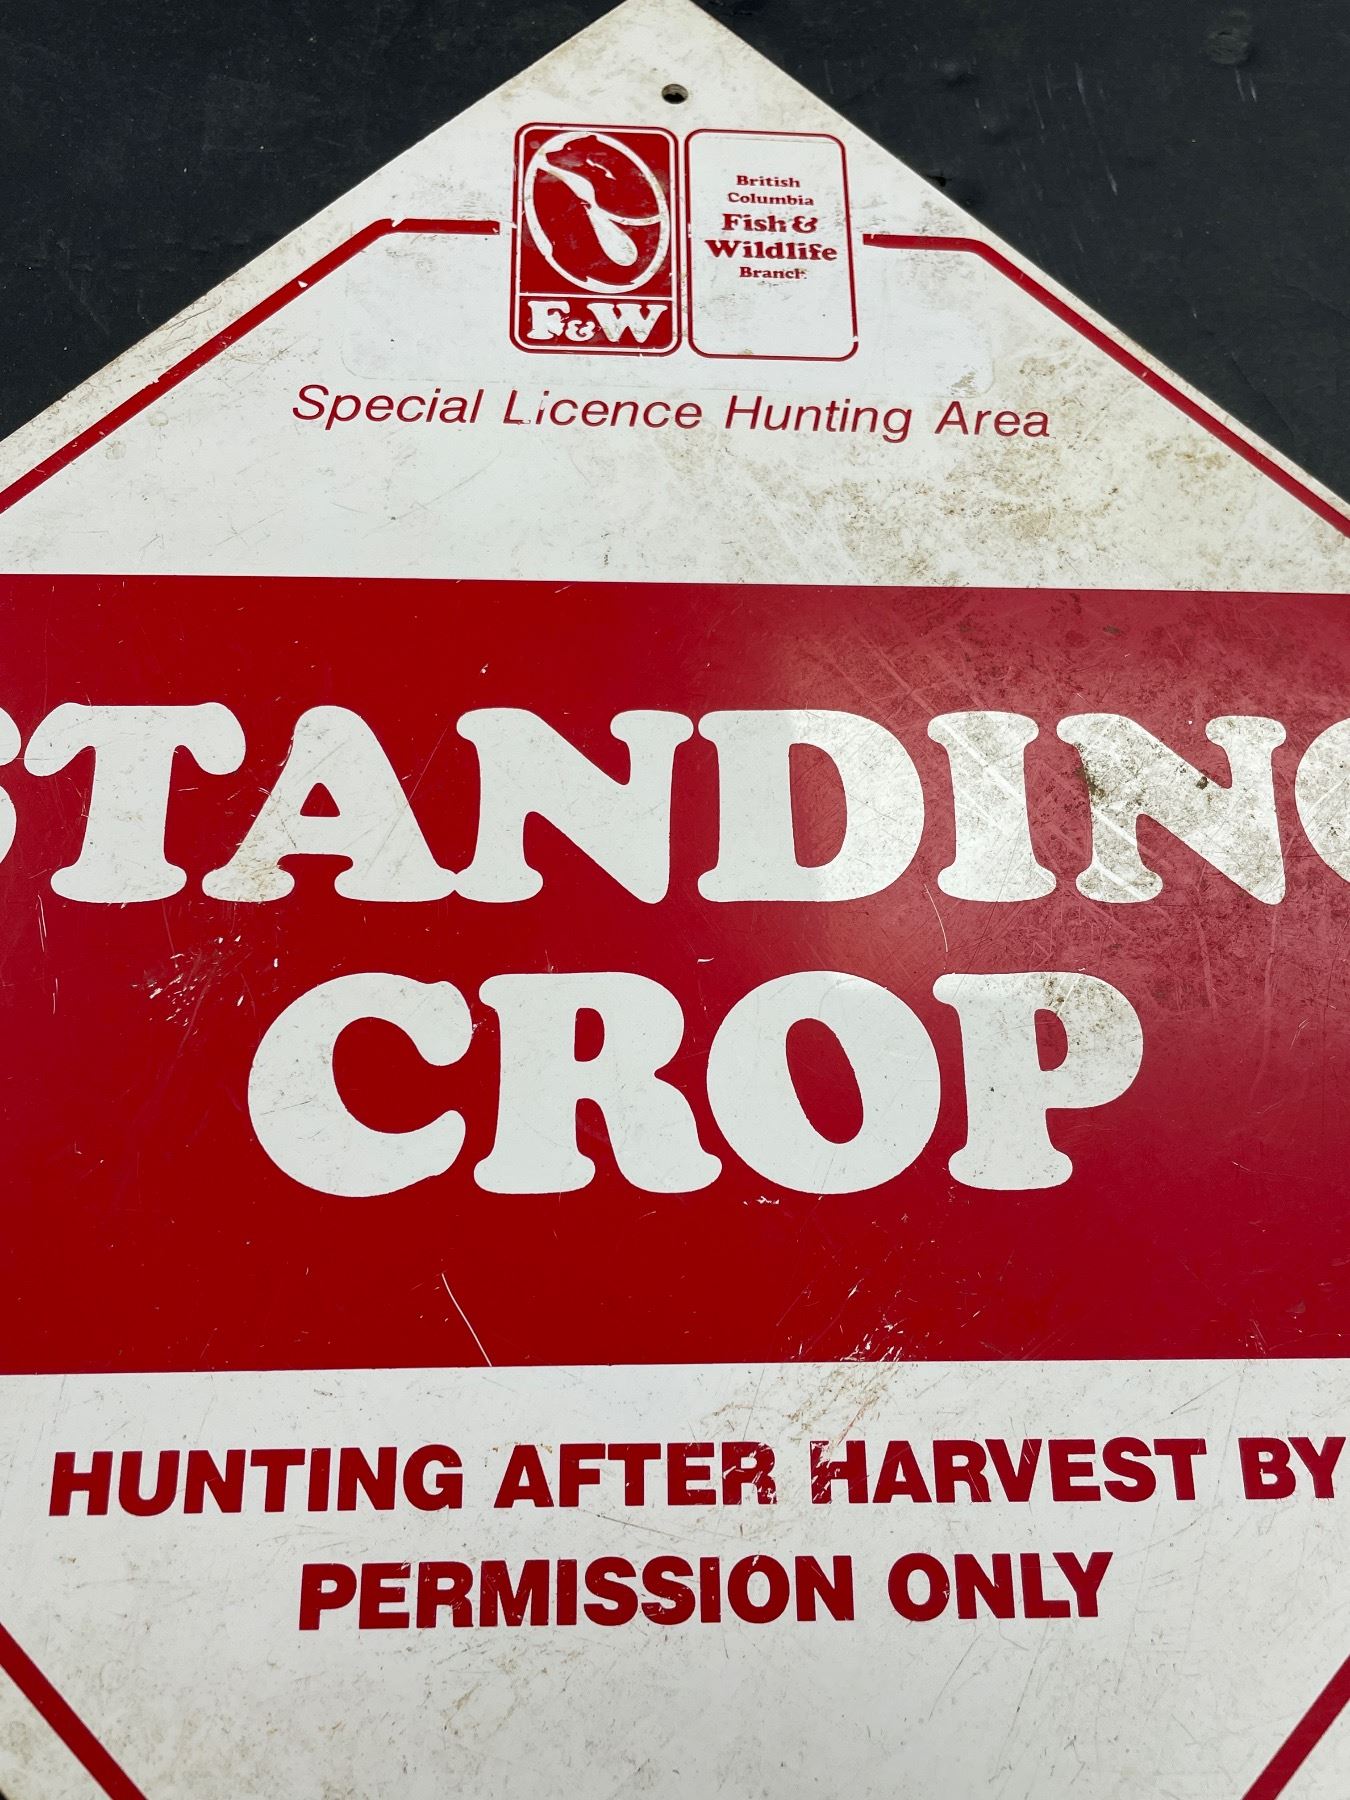 British
Columbia
Fish &
Wildlife
Branch
F&W
Special Licence Hunting Area
STANDING
CROP
HUNTING AFTER HARVEST BY
PERMISSION ONLY